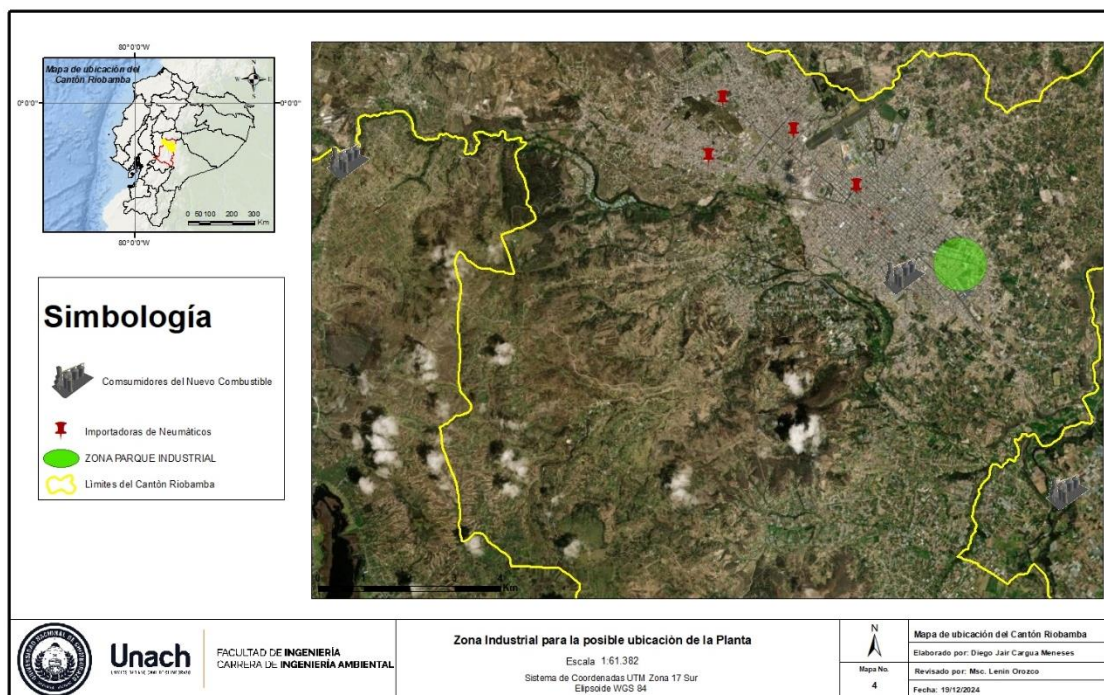 80°0'0"W
Mapa de ubicación del
Cantón Riobamba
N
W
E
S
0°0'0"
0°0'0"
0 50 100 200 300
Km
80°0'0"W
Simbología
Comsumidores del Nuevo Combustible
Importadoras de Neumáticos
ZONA PARQUE INDUSTRIAL
Límites del Cantón Riobamba
0
2
4
Km
Unach
FACULTAD DE INGENIERÍA
CARRERA DE INGENIERÍA AMBIENTAL
Zona Industrial para la posible ubicación de la Planta
Escala 1:61.382
Sistema de Coordenadas UTM Zona 17 Sur
Elipsoide WGS 84
N
Mapa No.
4
Mapa de ubicación del Cantón Riobamba
Elaborado por: Diego Jair Cargua Meneses
Revisado por: Msc. Lenin Orozco
Fecha: 19/12/2024